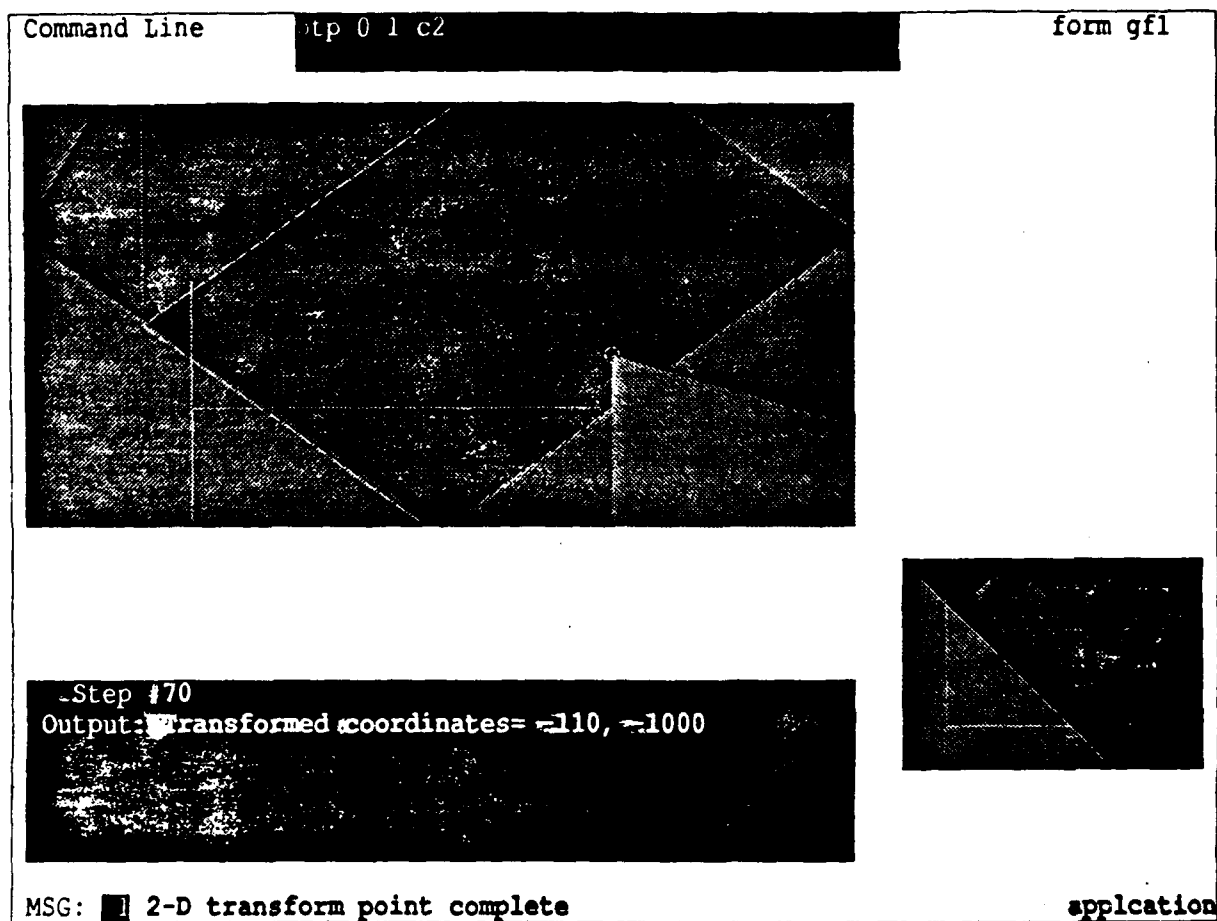 Command Line tp 0 1 c2 form gf1
Step #70
Output: Transformed coordinates= -110, -1000
MSG: 2-D transform point complete applcation